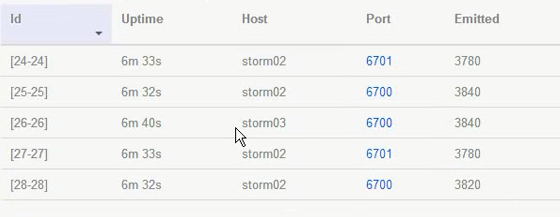 Id Uptime Host Port Emitted
[24-24] 6m 33s storm02 6701 3780
[25-25] 6m 32s storm02 6700 3840
[26-26] 6m 40s storm03 6700 3840
[27-27] 6m 33s storm02 6701 3780
[28-28] 6m 32s storm02 6700 3820